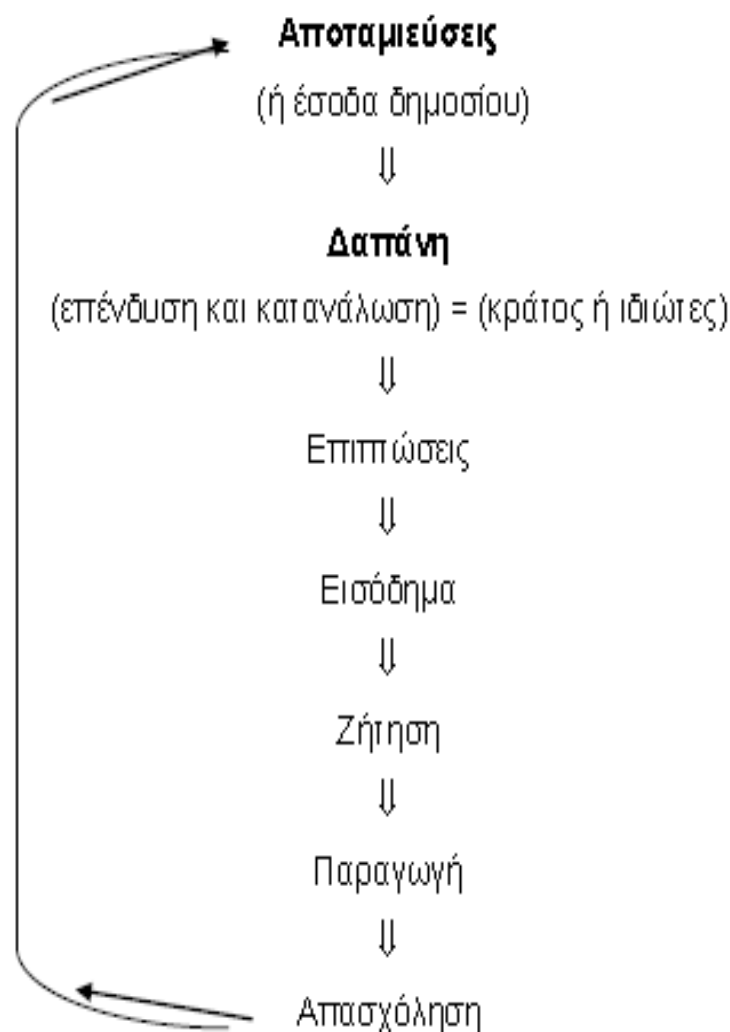 Αποταμιεύσεις
(ή έσοδα δημοσίου)
⇓
Δαπάνη
(επένδυση και κατανάλωση) = (κράτος ή ιδιώτες)
⇓
Επιπτώσεις
⇓
Εισόδημα
⇓
Ζήτηση
⇓
Παραγωγή
⇓
Απασχόληση